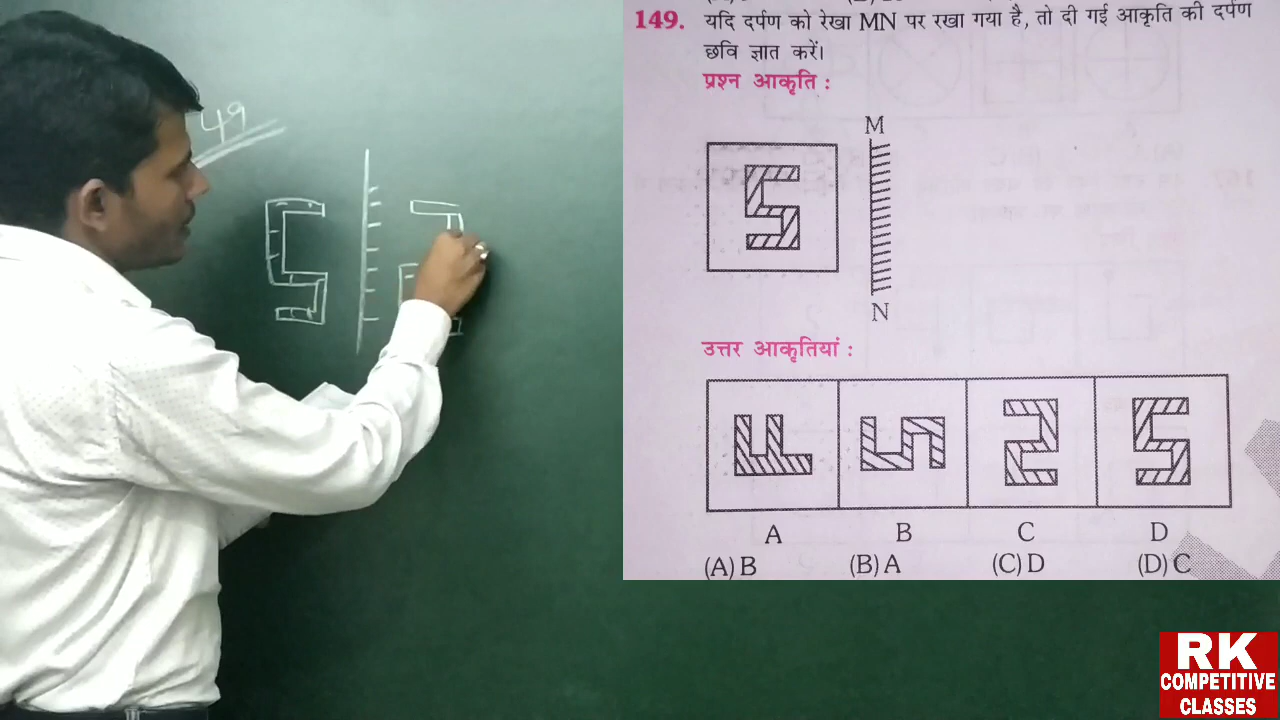 49
149. यदि दर्पण को रेखा MN पर रखा गया है, तो दी गई आकृति की दर्पण
छवि ज्ञात करें।
प्रश्न आकृति :
M
N
उत्तर आकृतियां :
A B C D
(A) B (B) A (C) D (D) C
RK
COMPETITIVE
CLASSES